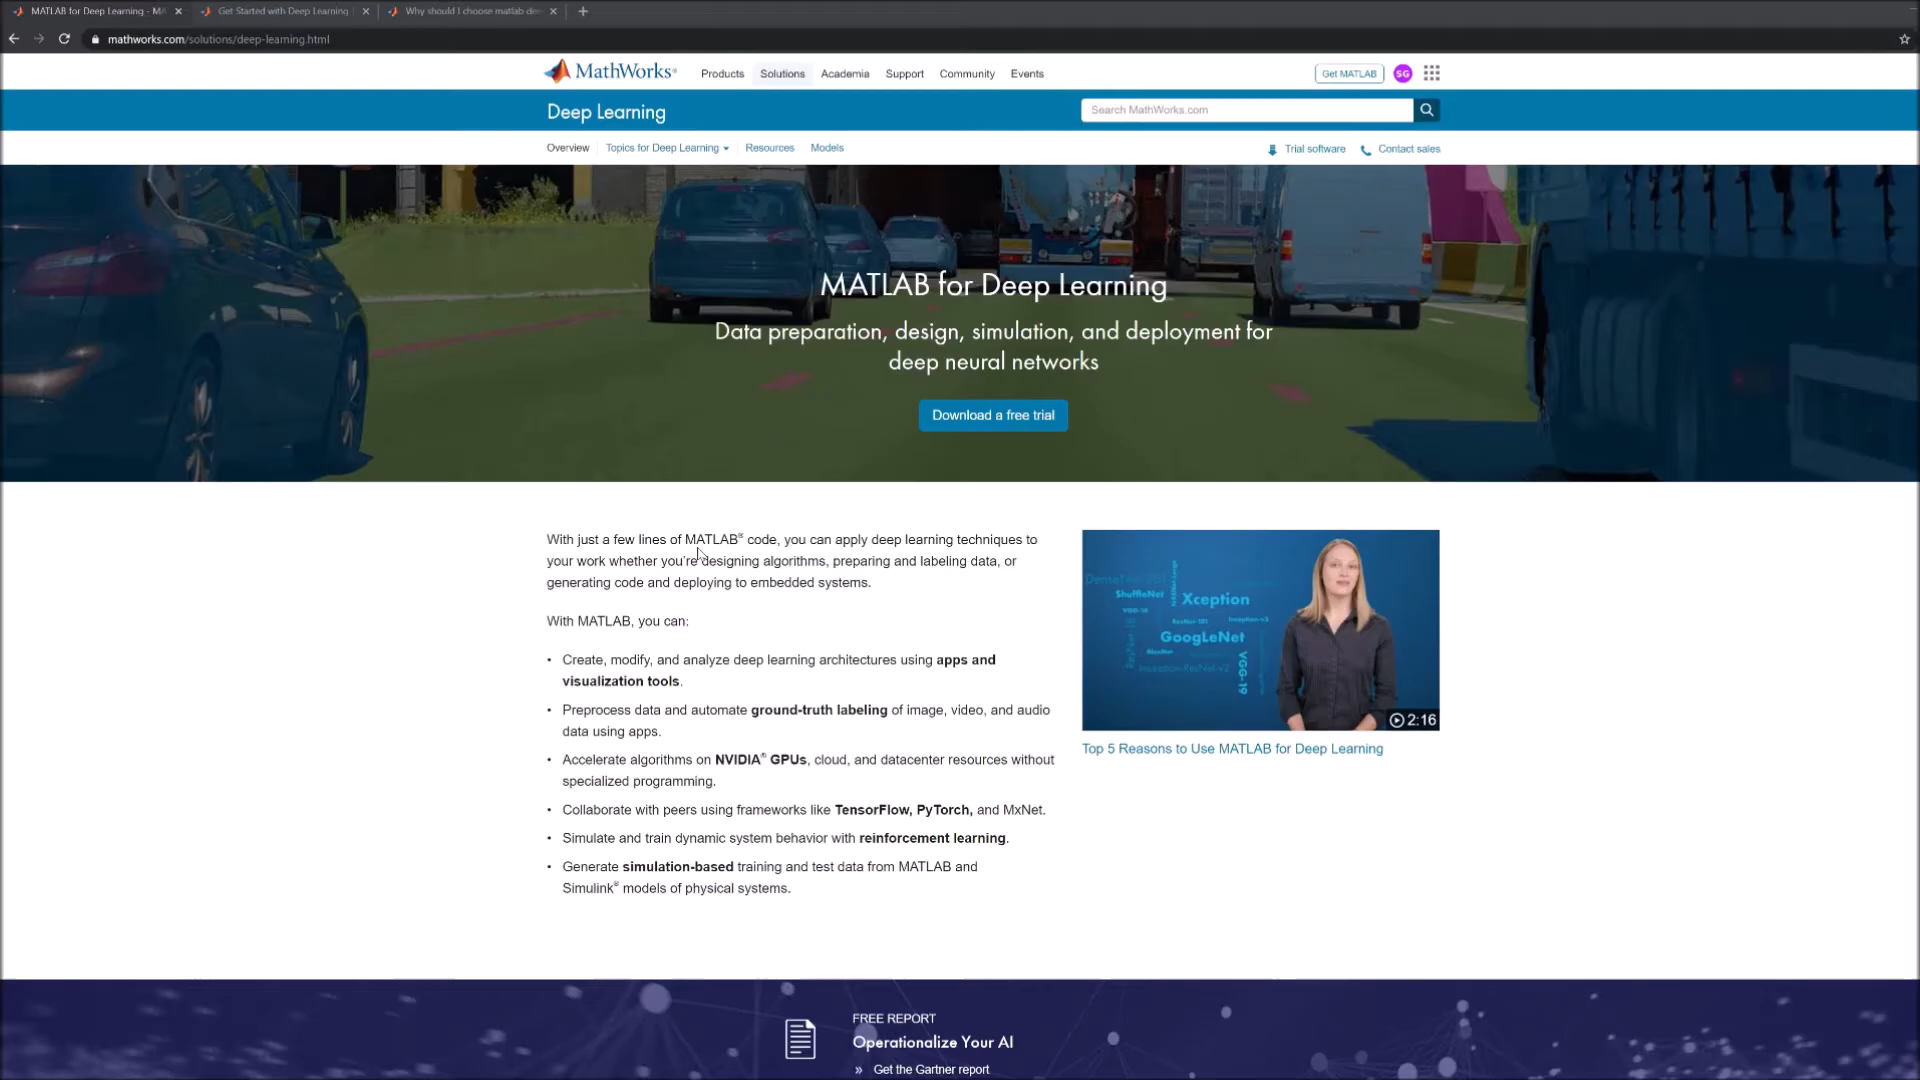 MATLAB for Deep Learning - MA
Get Started with Deep Learning
Why should I choose matlab dee
mathworks.com/solutions/deep-learning.html
MathWorks®
Products
Solutions
Academia
Support
Community
Events
Get MATLAB
SG
Deep Learning
Search MathWorks.com
Overview
Topics for Deep Learning
Resources
Models
Trial software
Contact sales
MATLAB for Deep Learning
Data preparation, design, simulation, and deployment for
deep neural networks
Download a free trial
With just a few lines of MATLAB® code, you can apply deep learning techniques to
your work whether you're designing algorithms, preparing and labeling data, or
generating code and deploying to embedded systems.
With MATLAB, you can:
• Create, modify, and analyze deep learning architectures using apps and
visualization tools.
• Preprocess data and automate ground-truth labeling of image, video, and audio
data using apps.
• Accelerate algorithms on NVIDIA® GPUs, cloud, and datacenter resources without
specialized programming.
• Collaborate with peers using frameworks like TensorFlow, PyTorch, and MxNet.
• Simulate and train dynamic system behavior with reinforcement learning.
• Generate simulation-based training and test data from MATLAB and
Simulink® models of physical systems.
ShuffleNet
Xception
VGG-16
ResNet-101
Inception-v3
GoogLeNet
AlexNet
Inception-ResNet-v2
VGG-19
2:16
Top 5 Reasons to Use MATLAB for Deep Learning
FREE REPORT
Operationalize Your AI
» Get the Gartner report